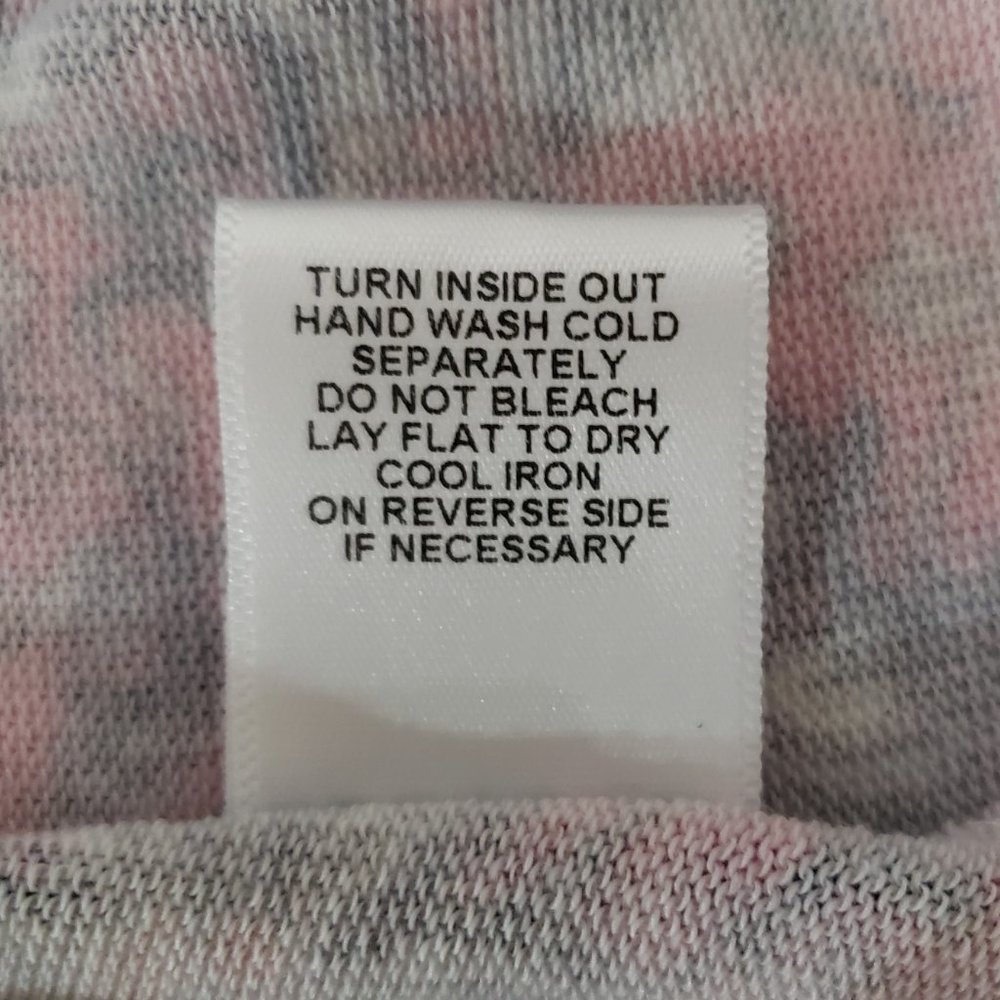 TURN INSIDE OUT
HAND WASH COLD
SEPARATELY
DO NOT BLEACH
LAY FLAT TO DRY
COOL IRON
ON REVERSE SIDE
IF NECESSARY